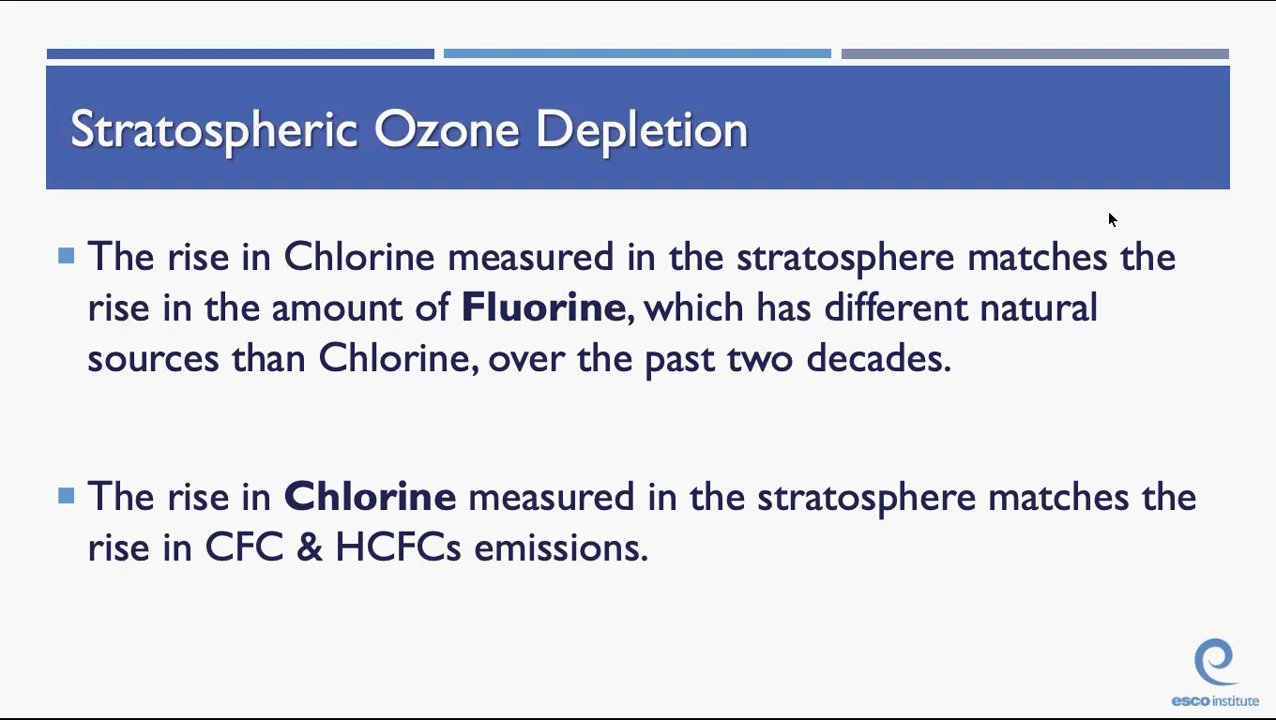 Stratospheric Ozone Depletion
The rise in Chlorine measured in the stratosphere matches the
rise in the amount of Fluorine, which has different natural
sources than Chlorine, over the past two decades.
The rise in Chlorine measured in the stratosphere matches the
rise in CFC & HCFCs emissions.
esco institute